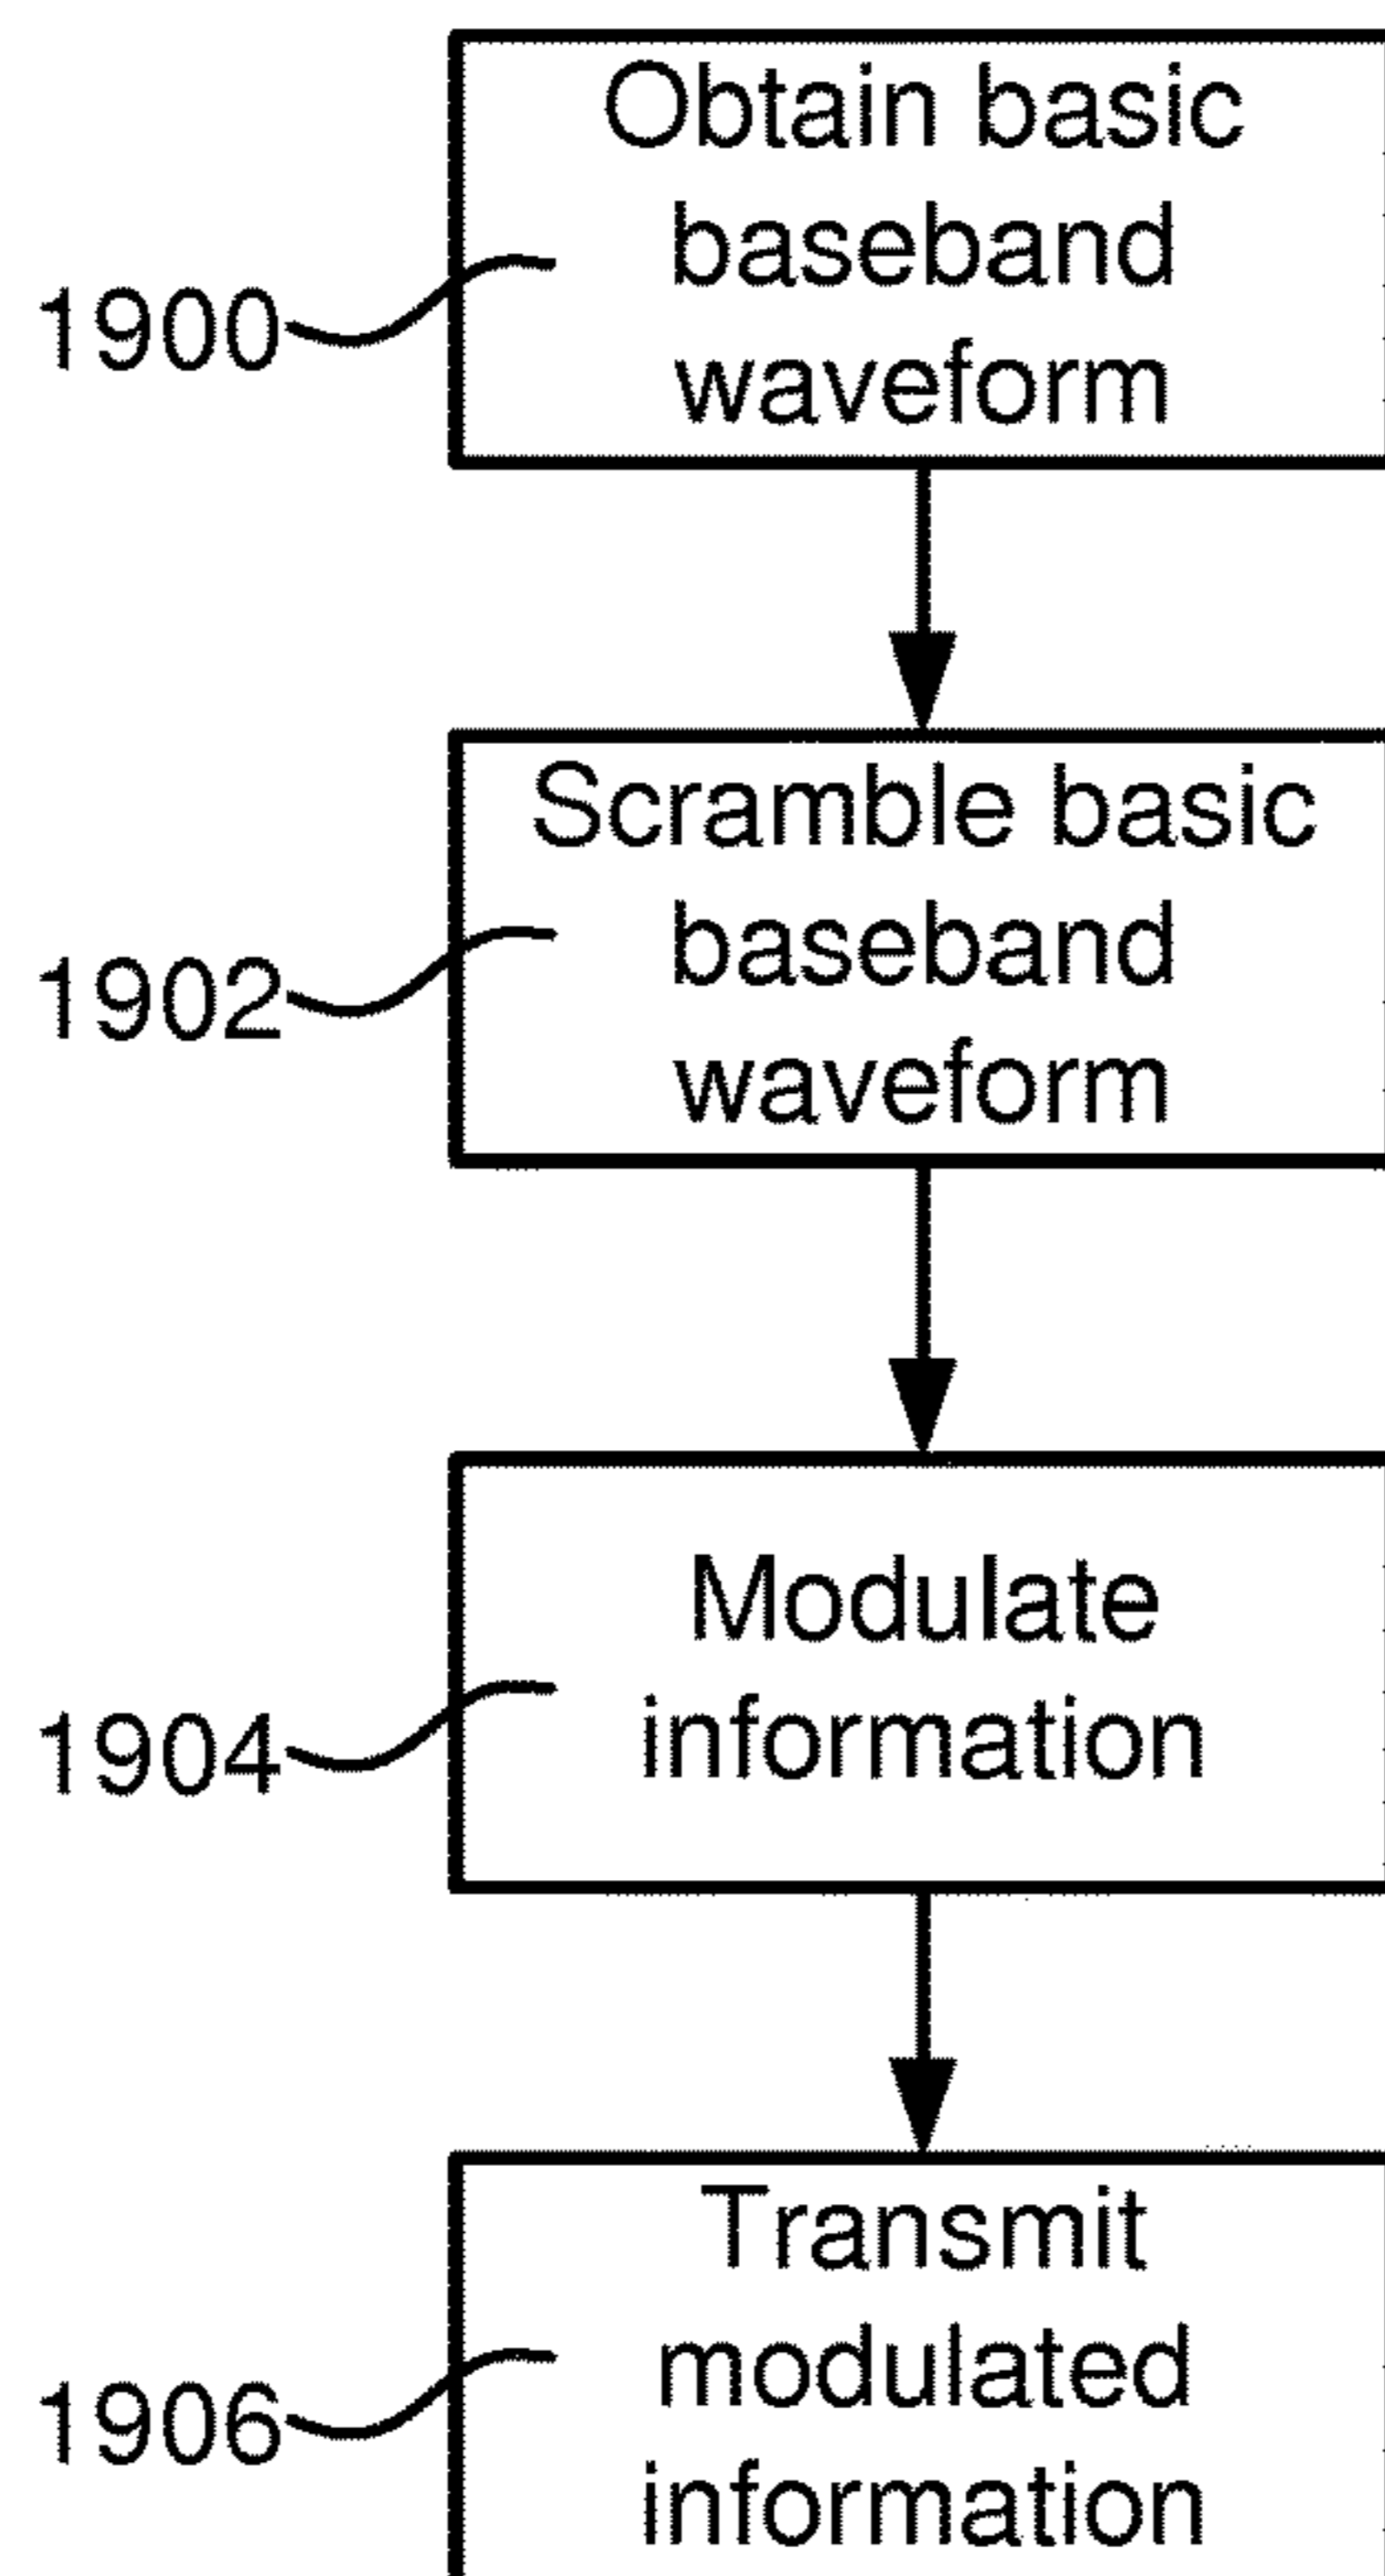 Obtain basic
baseband
waveform
1900
Scramble basic
baseband
waveform
1902
Modulate
information
1904
Transmit
modulated
information
1906